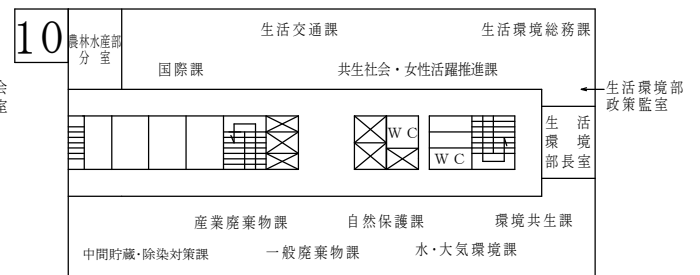 10
農林水産部
分 室
生活交通課
生活環境総務課
国際課
共生社会・女性活躍推進課
会
室
生活環境部
政策監室
生 活
環 境
部長室
WC
WC
産業廃棄物課
自然保護課
環境共生課
中間貯蔵・除染対策課
一般廃棄物課
水・大気環境課